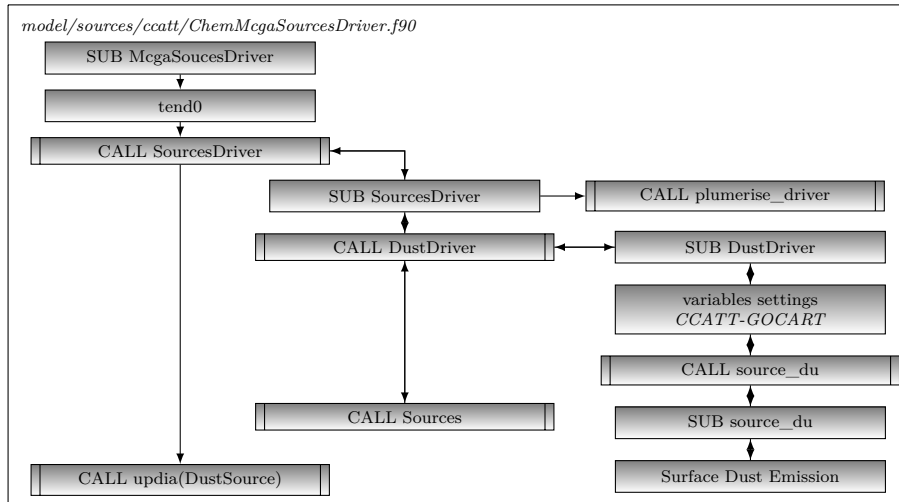 model/sources/ccatt/ChemMcgaSourcesDriver.f90
SUB McgaSoucesDriver
tend0
CALL SourcesDriver
SUB SourcesDriver
CALL plumerise_driver
CALL DustDriver
SUB DustDriver
variables settings
CCATT-GOCART
CALL source_du
CALL Sources
SUB source_du
CALL updia(DustSource)
Surface Dust Emission